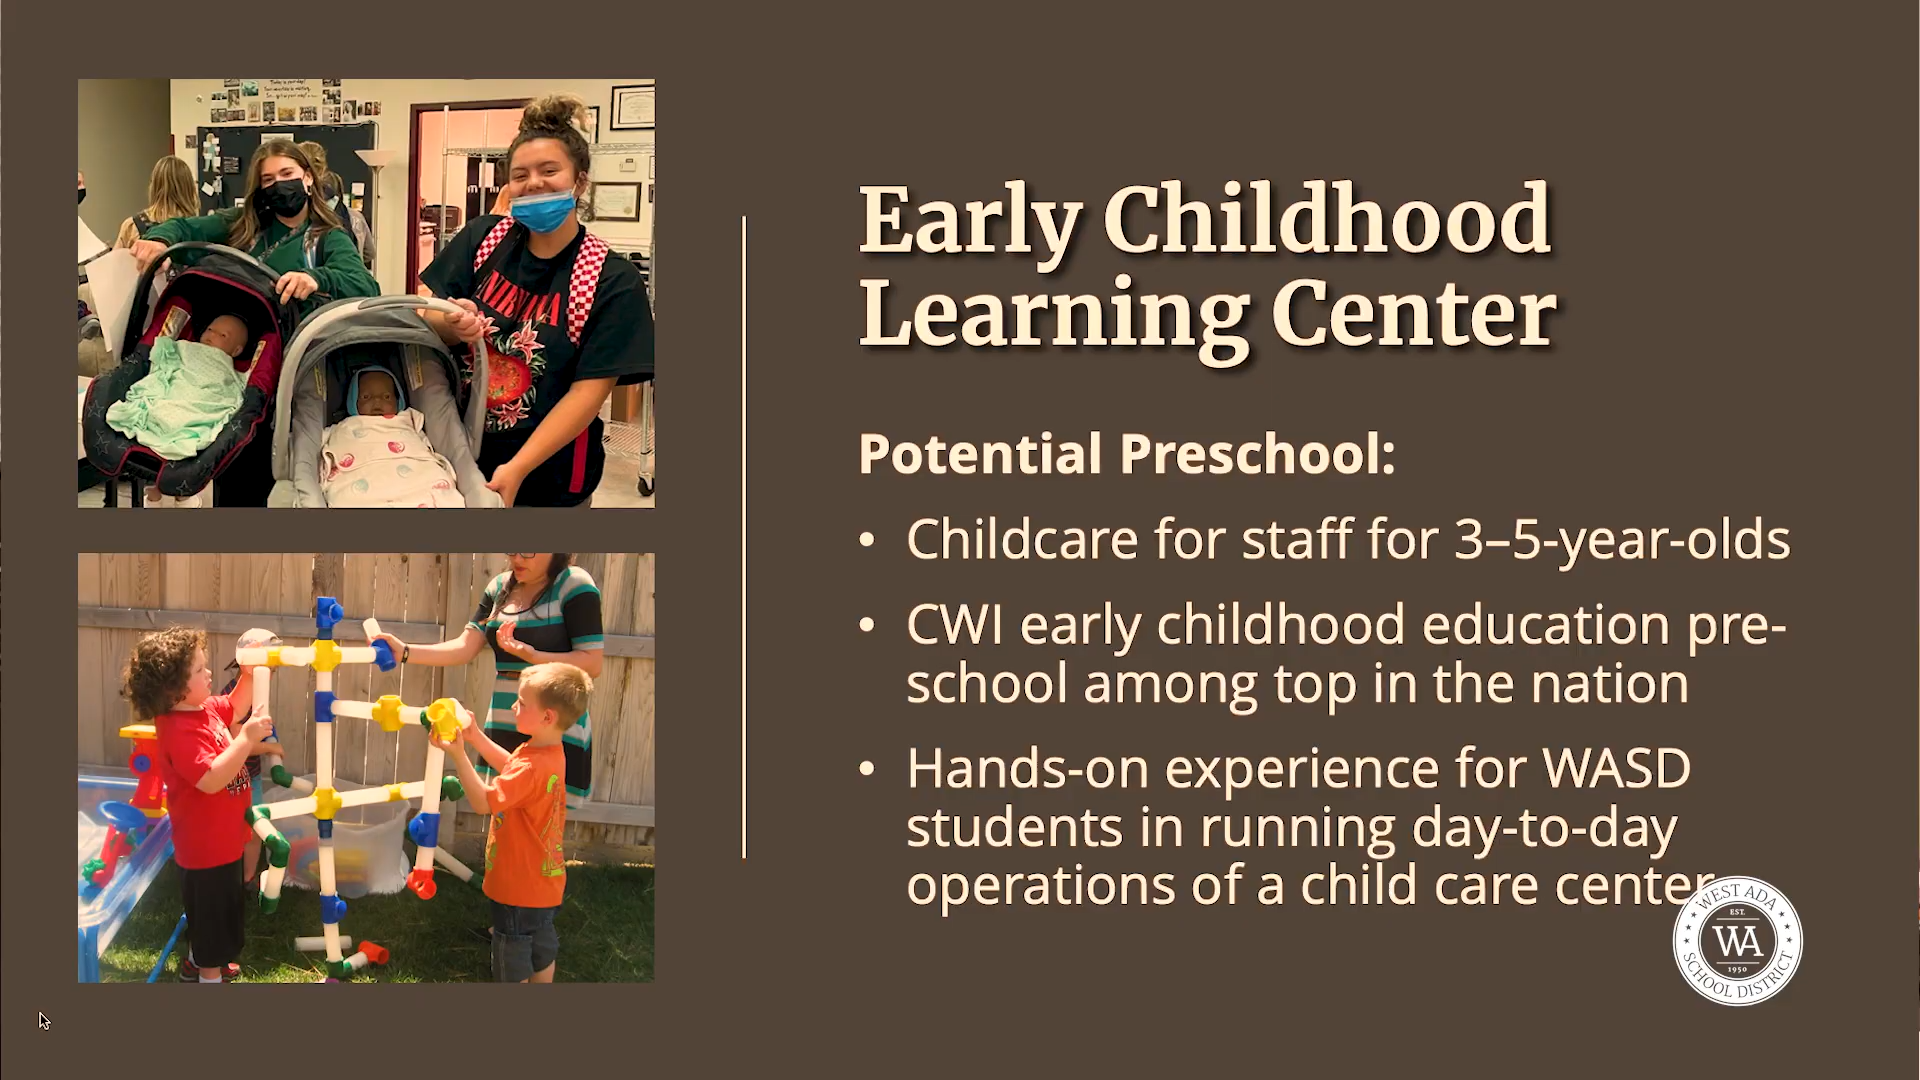 Early Childhood
Learning Center
Potential Preschool:
• Childcare for staff for 3–5-year-olds
• CWI early childhood education pre-
school among top in the nation
• Hands-on experience for WASD
students in running day-to-day
operations of a child care center
WEST ADA
EST.
WA
1950
SCHOOL DISTRICT
NIRVANA